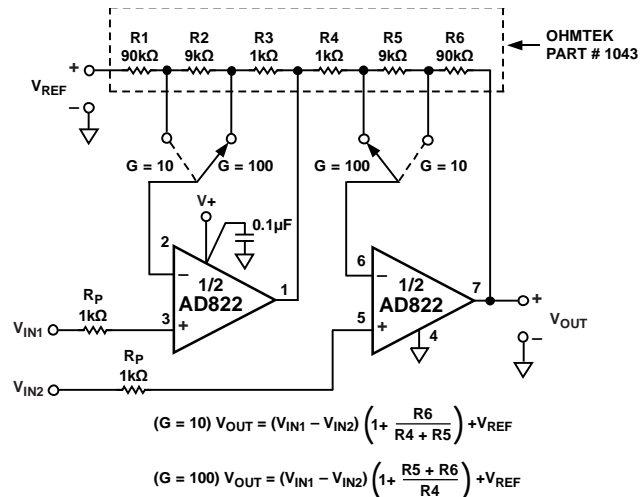 R1 R2 R3 R4 R5 R6
90kΩ 9kΩ 1kΩ 1kΩ 9kΩ 90kΩ
OHMTEK
PART # 1043
+
VREF
–
G = 10 G = 100
G = 100 G = 10
V+
0.1µF
2
–
1/2
AD822
1
3
+
6
–
1/2
AD822
7
5
+
4
RP
1kΩ
VIN1
RP
1kΩ
VIN2
+
VOUT
–
(G = 10) VOUT = (VIN1 – VIN2) (1+ R6 / R4 + R5) +VREF
(G = 100) VOUT = (VIN1 – VIN2) (1+ R5 + R6 / R4) +VREF